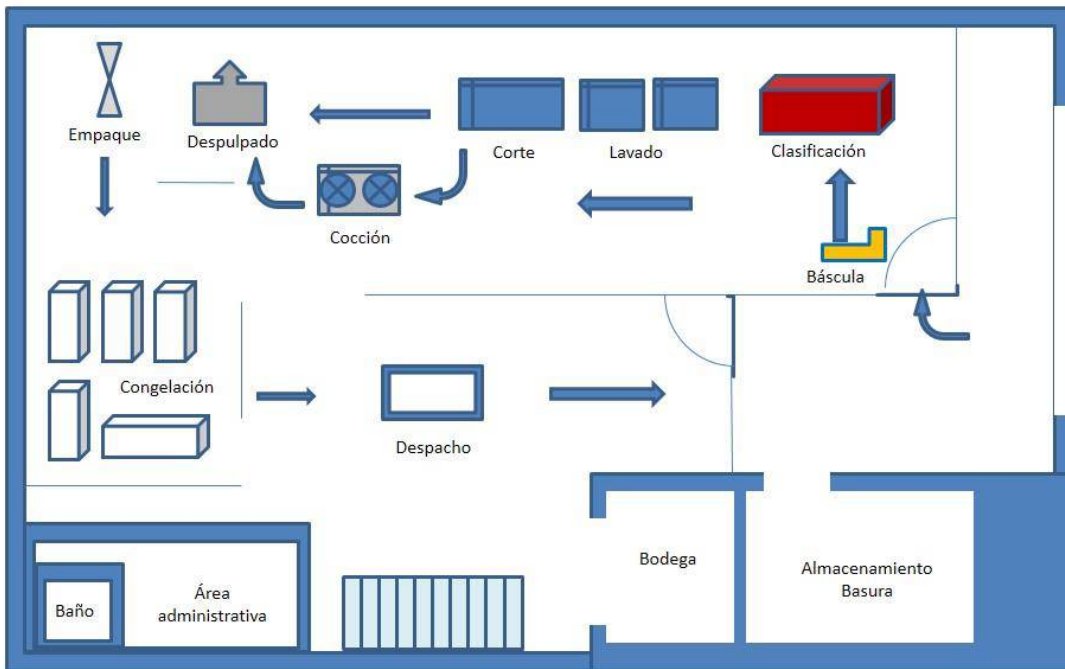 Empaque
Despulpado
Corte
Lavado
Clasificación
Cocción
Báscula
Congelación
Despacho
Bodega
Almacenamiento
Basura
Baño
Área
administrativa